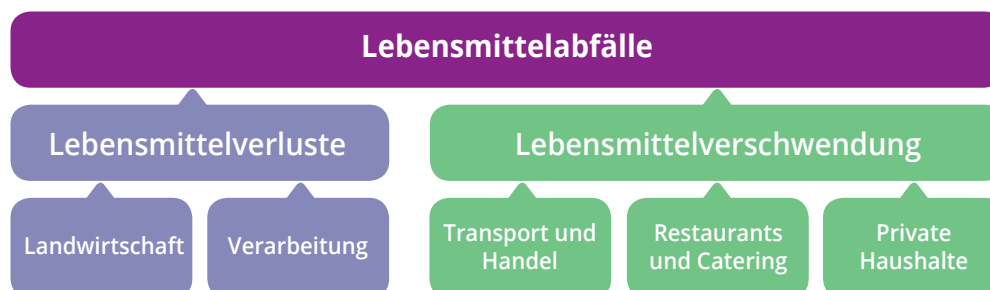 Lebensmittelabfälle
Lebensmittelverluste
Lebensmittelverschwendung
Landwirtschaft
Verarbeitung
Transport und
Handel
Restaurants
und Catering
Private
Haushalte